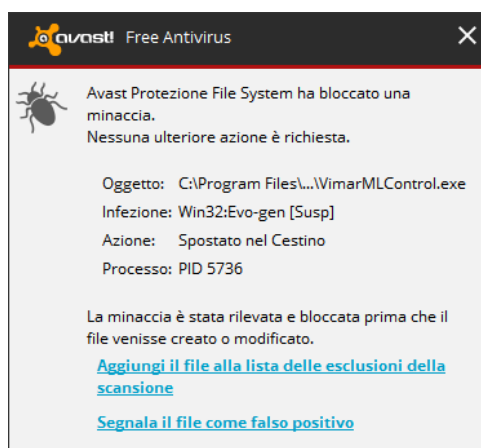 avast! Free Antivirus
Avast Protezione File System ha bloccato una
minaccia.
Nessuna ulteriore azione è richiesta.
Oggetto: C:\Program Files\...\VimarMLControl.exe
Infezione: Win32:Evo-gen [Susp]
Azione: Spostato nel Cestino
Processo: PID 5736
La minaccia è stata rilevata e bloccata prima che il
file venisse creato o modificato.
Aggiungi il file alla lista delle esclusioni della
scansione
Segnala il file come falso positivo